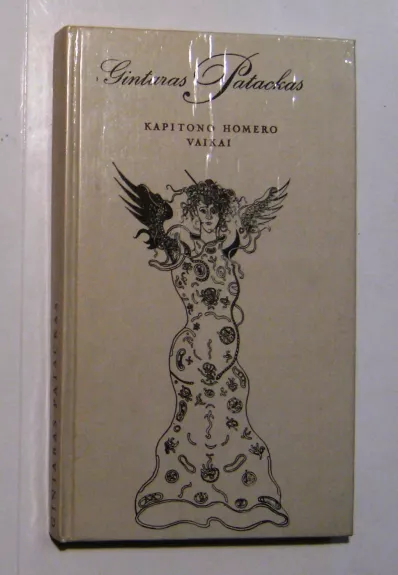 Gintaras Patackas
KAPITONO HOMERO
VAIKAI
GINTARAS PATACKAS